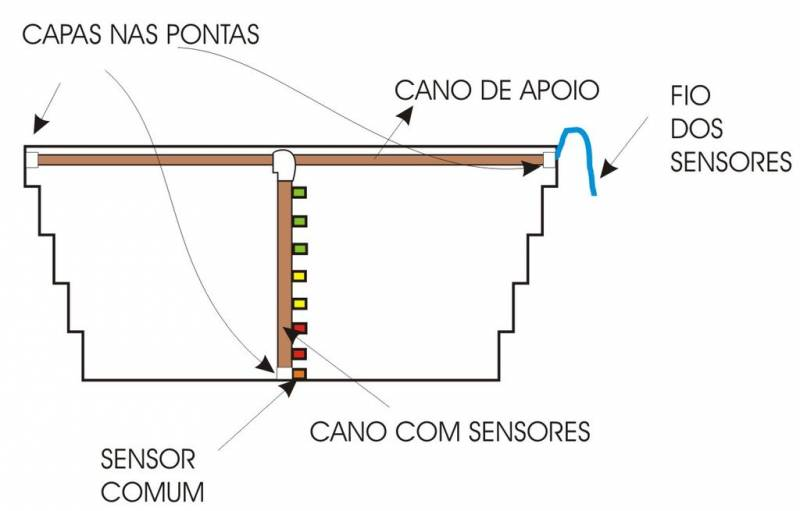 CAPAS NAS PONTAS
CANO DE APOIO
FIO
DOS
SENSORES
CANO COM SENSORES
SENSOR
COMUM